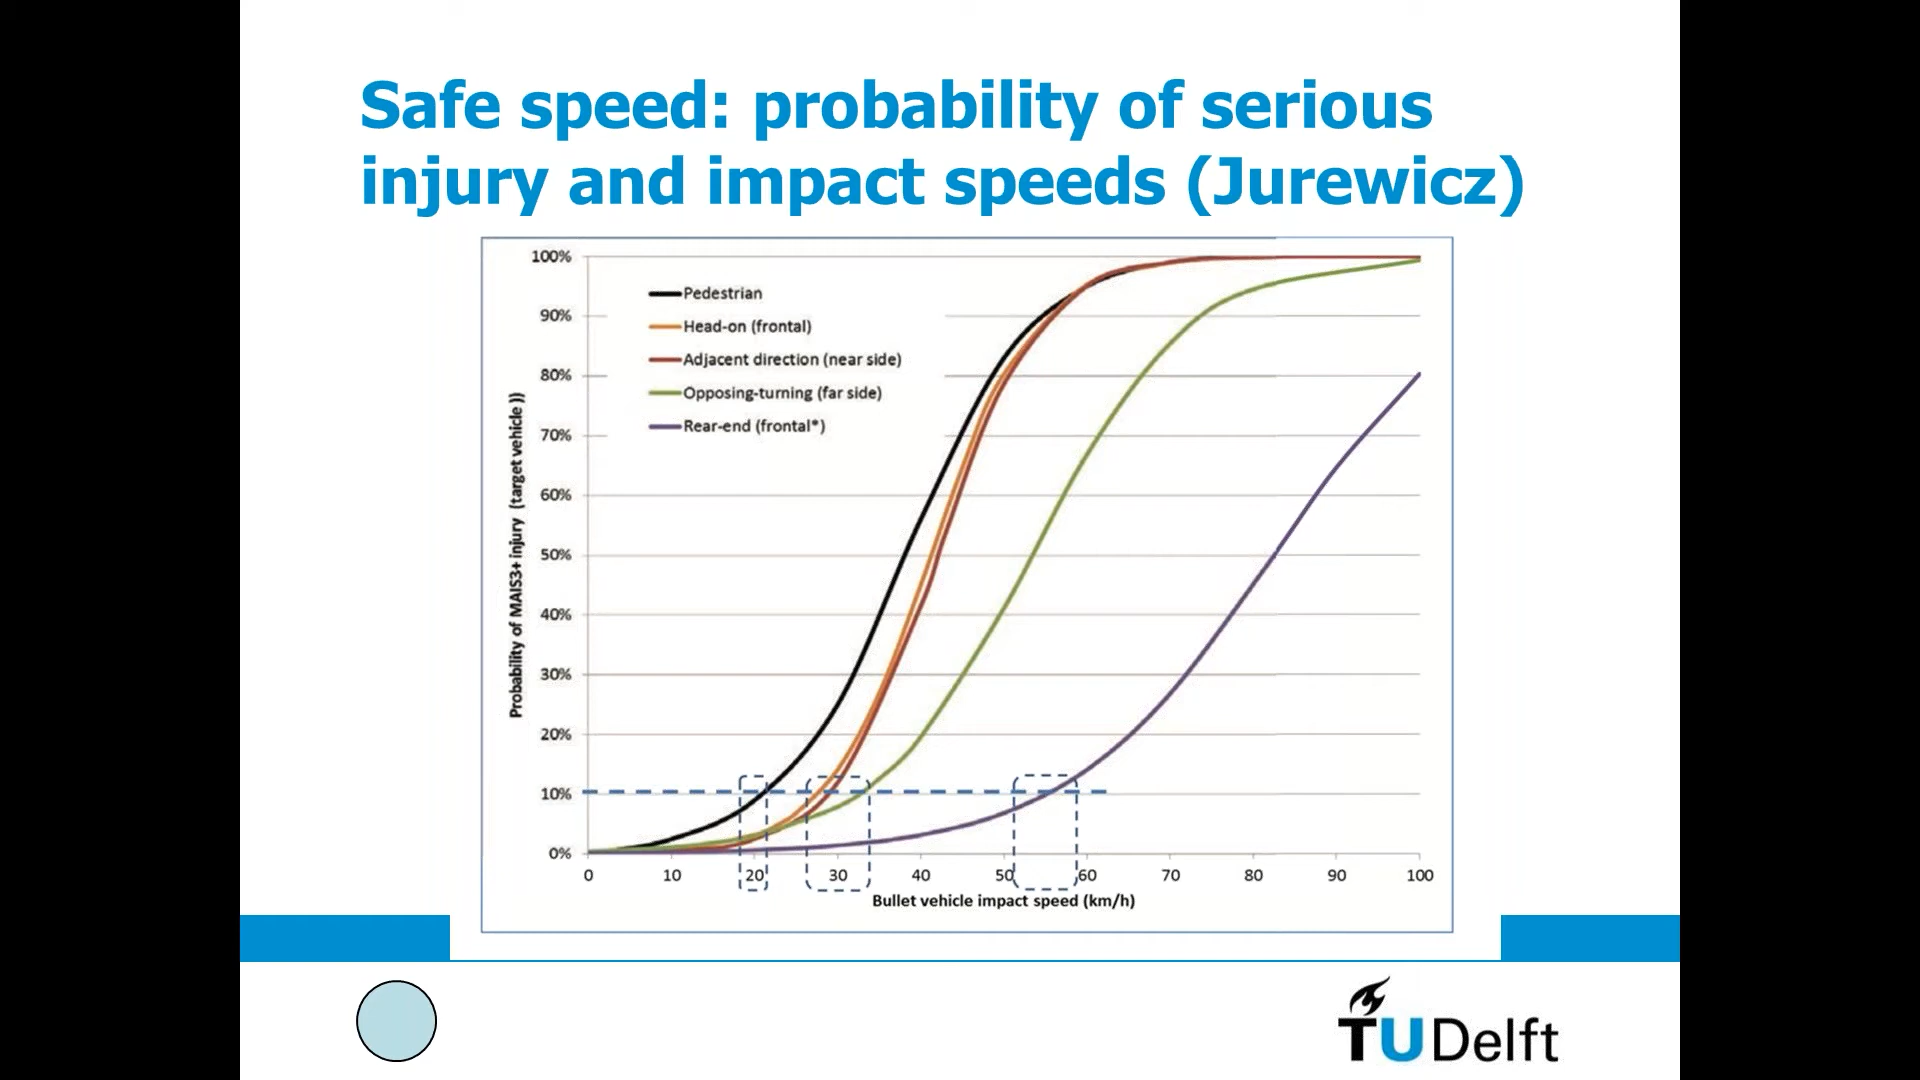 Safe speed: probability of serious
injury and impact speeds (Jurewicz)
100%
90%
80%
70%
60%
50%
40%
30%
20%
10%
0%
Probability of MAIS3+ injury (target vehicle ))
Pedestrian
Head-on (frontal)
Adjacent direction (near side)
Opposing-turning (far side)
Rear-end (frontal*)
0 10 20 30 40 50 60 70 80 90 100
Bullet vehicle impact speed (km/h)
TU Delft